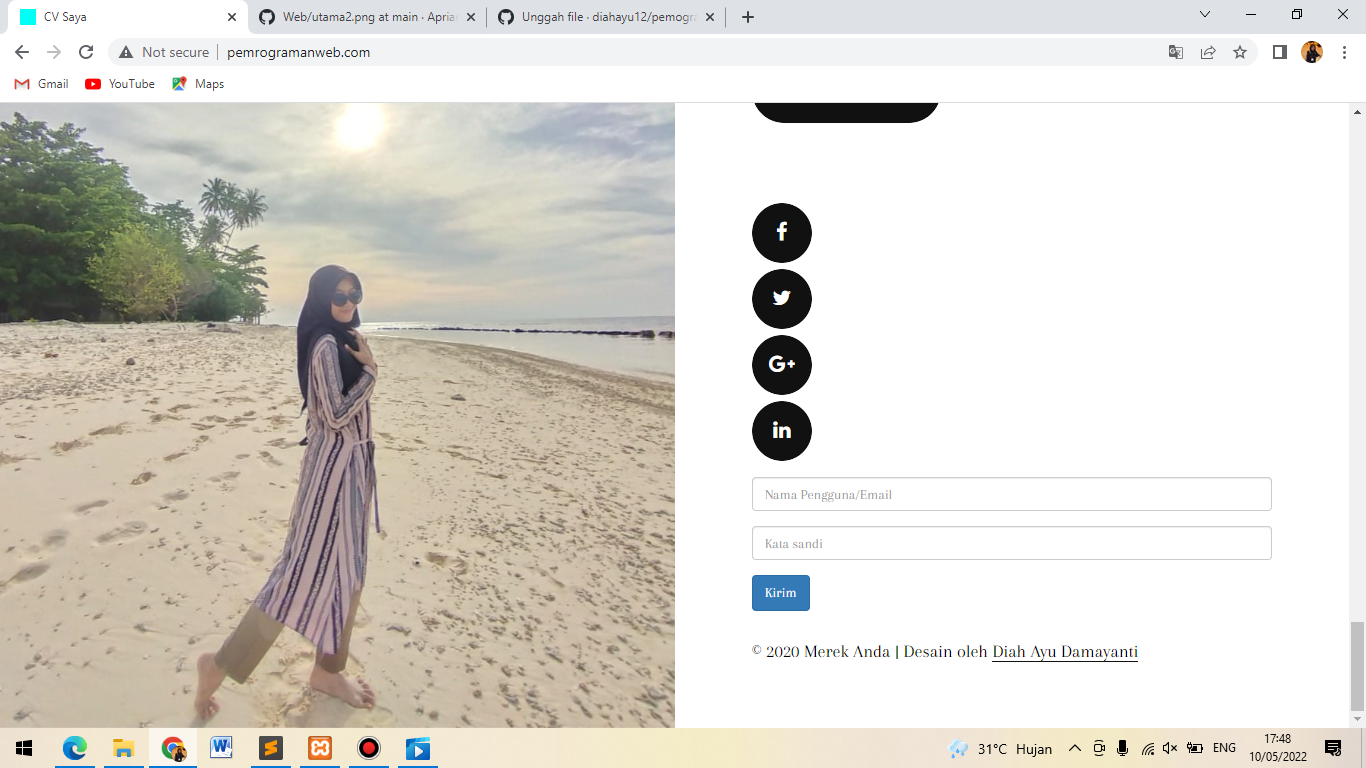 CV Saya
Web/utama2.png at main · Apria
Unggah file · diahayu12/pemogra
Not secure
pemrogramanweb.com
Gmail
YouTube
Maps
f
G+
in
Nama Pengguna/Email
Kata sandi
Kirim
© 2020 Merek Anda | Desain oleh Diah Ayu Damayanti
31°C Hujan
ENG
17:48
10/05/2022